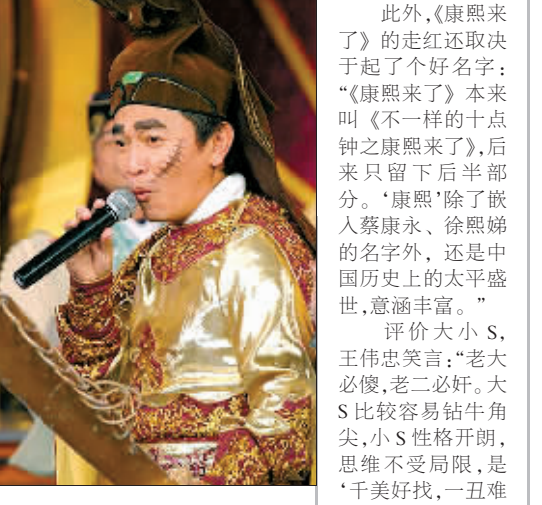 此外,《康熙来
了》的走红还取决
于起了个好名字:
“《康熙来了》本来
叫《不一样的十点
钟之康熙来了》,后
来只留下后半部
分。‘康熙’除了嵌
入蔡康永、徐熙娣
的名字外,还是中
国历史上的太平盛
世,意涵丰富。”
评价大小 S,
王伟忠笑言:“老大
必傻,老二必奸。大
S 比较容易钻牛角
尖,小 S 性格开朗,
思维不受局限,是
‘千美好找,一丑难